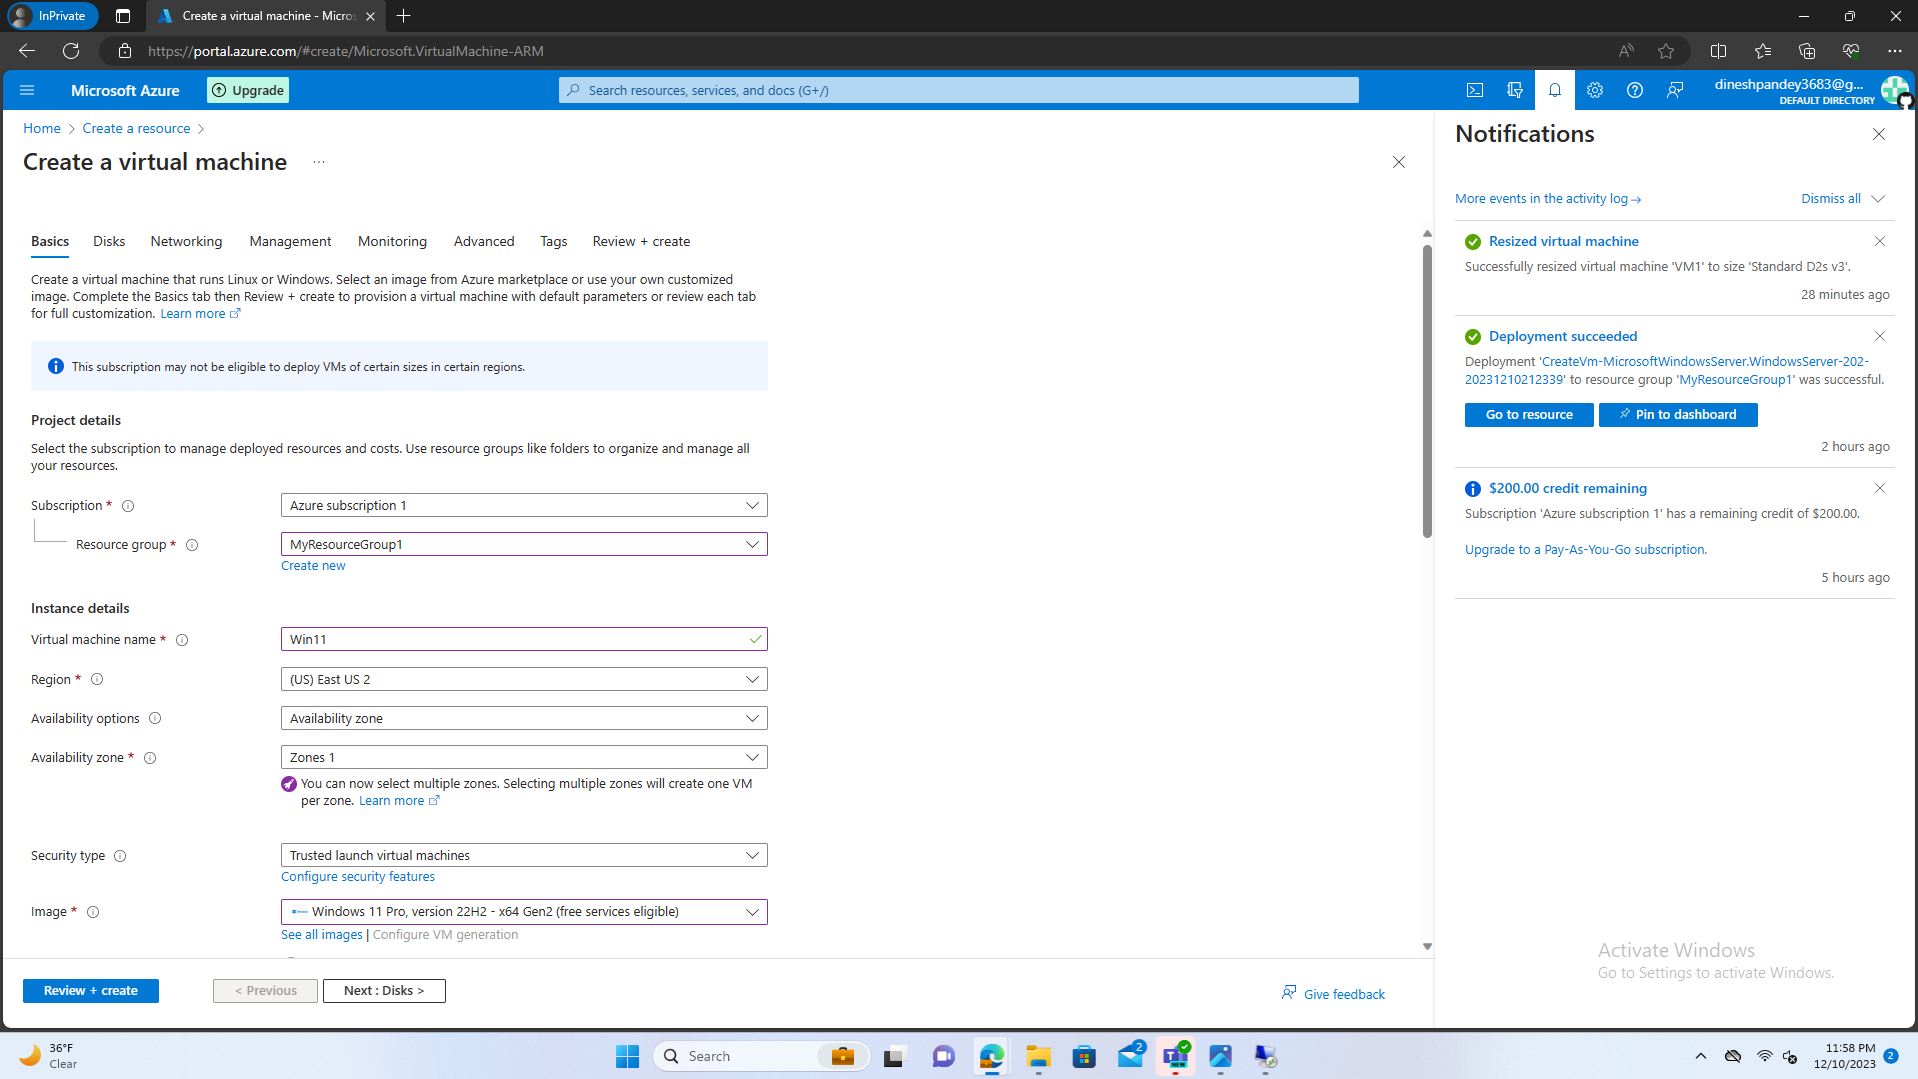 InPrivate
Create a virtual machine - Micros
https://portal.azure.com/#create/Microsoft.VirtualMachine-ARM
Microsoft Azure
Upgrade
Search resources, services, and docs (G+/)
dineshpandey3683@g...
DEFAULT DIRECTORY
Home > Create a resource >
Create a virtual machine ...
Basics Disks Networking Management Monitoring Advanced Tags Review + create
Create a virtual machine that runs Linux or Windows. Select an image from Azure marketplace or use your own customized
image. Complete the Basics tab then Review + create to provision a virtual machine with default parameters or review each tab
for full customization. Learn more
This subscription may not be eligible to deploy VMs of certain sizes in certain regions.
Project details
Select the subscription to manage deployed resources and costs. Use resource groups like folders to organize and manage all
your resources.
Subscription * Azure subscription 1
Resource group * MyResourceGroup1
Create new
Instance details
Virtual machine name * Win11
Region * (US) East US 2
Availability options Availability zone
Availability zone * Zones 1
You can now select multiple zones. Selecting multiple zones will create one VM
per zone. Learn more
Security type Trusted launch virtual machines
Configure security features
Image * Windows 11 Pro, version 22H2 - x64 Gen2 (free services eligible)
See all images | Configure VM generation
Review + create < Previous Next : Disks >
Give feedback
Notifications
More events in the activity log → Dismiss all
Resized virtual machine
Successfully resized virtual machine 'VM1' to size 'Standard D2s v3'.
28 minutes ago
Deployment succeeded
Deployment 'CreateVm-MicrosoftWindowsServer.WindowsServer-202-
20231210212339' to resource group 'MyResourceGroup1' was successful.
Go to resource Pin to dashboard
2 hours ago
$200.00 credit remaining
Subscription 'Azure subscription 1' has a remaining credit of $200.00.
Upgrade to a Pay-As-You-Go subscription.
5 hours ago
Activate Windows
Go to Settings to activate Windows.
36°F
Clear
Search
2
NEW
11:58 PM
12/10/2023
2